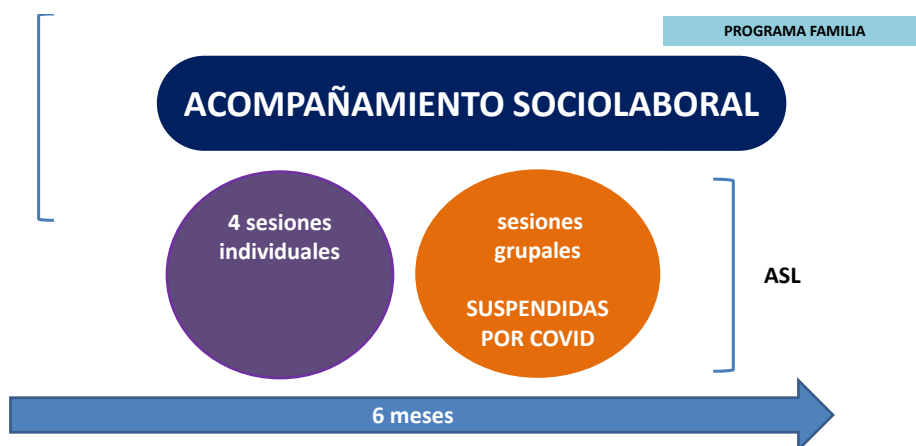 PROGRAMA FAMILIA
ACOMPAÑAMIENTO SOCIOLABORAL
4 sesiones
individuales
sesiones
grupales
SUSPENDIDAS
POR COVID
ASL
6 meses